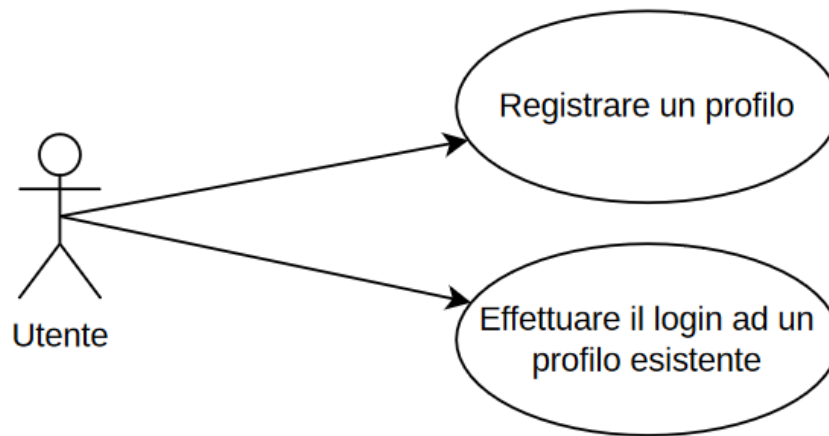 Registrare un profilo
Utente
Effettuare il login ad un
profilo esistente